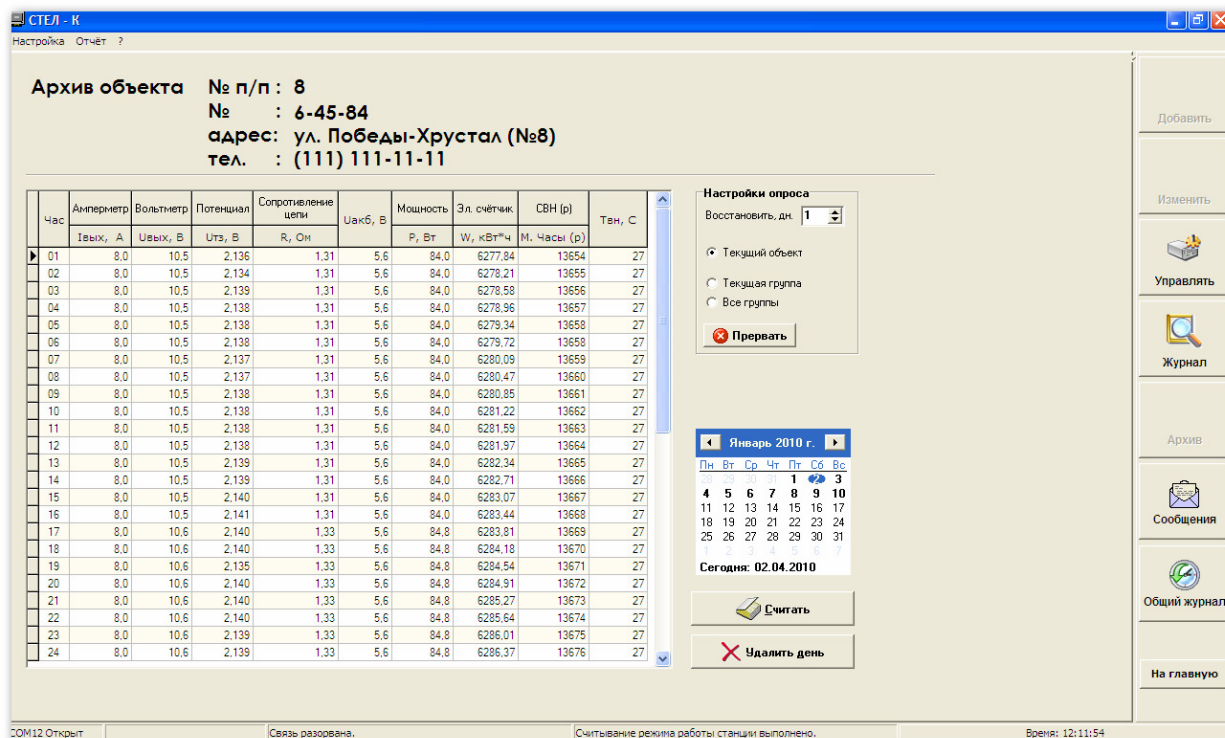 СТЕЛ - К
Настройка Отчёт ?
Архив объекта № п/п : 8
№ : 6-45-84
адрес: ул. Победы-Хрустал (№8)
тел. : (111) 111-11-11
Час Амперметр Вольтметр Потенциал Сопротивление цепи Uакб, В Мощность Эл. счётчик СВН (р) Tвн, С
Iвых, А Uвых, В Uтз, В R, Ом P, Вт W, кВт*ч М. Часы (р)
01 8,0 10,5 2,136 1,31 5,6 84,0 6277,84 13654 27
02 8,0 10,5 2,134 1,31 5,6 84,0 6278,21 13655 27
03 8,0 10,5 2,139 1,31 5,6 84,0 6278,58 13656 27
04 8,0 10,5 2,138 1,31 5,6 84,0 6278,96 13657 27
05 8,0 10,5 2,138 1,31 5,6 84,0 6279,34 13658 27
06 8,0 10,5 2,138 1,31 5,6 84,0 6279,72 13658 27
07 8,0 10,5 2,137 1,31 5,6 84,0 6280,09 13659 27
08 8,0 10,5 2,137 1,31 5,6 84,0 6280,47 13660 27
09 8,0 10,5 2,138 1,31 5,6 84,0 6280,85 13661 27
10 8,0 10,5 2,138 1,31 5,6 84,0 6281,22 13662 27
11 8,0 10,5 2,138 1,31 5,6 84,0 6281,59 13663 27
12 8,0 10,5 2,138 1,31 5,6 84,0 6281,97 13664 27
13 8,0 10,5 2,139 1,31 5,6 84,0 6282,34 13665 27
14 8,0 10,5 2,139 1,31 5,6 84,0 6282,71 13666 27
15 8,0 10,5 2,140 1,31 5,6 84,0 6283,07 13667 27
16 8,0 10,5 2,141 1,31 5,6 84,0 6283,44 13668 27
17 8,0 10,6 2,140 1,33 5,6 84,8 6283,81 13669 27
18 8,0 10,6 2,140 1,33 5,6 84,8 6284,18 13670 27
19 8,0 10,6 2,135 1,33 5,6 84,8 6284,54 13671 27
20 8,0 10,6 2,140 1,33 5,6 84,8 6284,91 13672 27
21 8,0 10,6 2,140 1,33 5,6 84,8 6285,27 13673 27
22 8,0 10,6 2,140 1,33 5,6 84,8 6285,64 13674 27
23 8,0 10,6 2,139 1,33 5,6 84,8 6286,01 13675 27
24 8,0 10,6 2,139 1,33 5,6 84,8 6286,37 13676 27
Настройки опроса
Восстановить, дн. 1
Текущий объект
Текущая группа
Все группы
Прервать
Январь 2010 г.
Пн Вт Ср Чт Пт Сб Вс
28 29 30 31 1 2 3
4 5 6 7 8 9 10
11 12 13 14 15 16 17
18 19 20 21 22 23 24
25 26 27 28 29 30 31
1 2 3 4 5 6 7
Сегодня: 02.04.2010
Считать
Удалить день
Добавить
Изменить
Управлять
Журнал
Архив
Сообщения
Общий журнал
На главную
COM12 Открыт Связь разорвана. Считывание режима работы станции выполнено. Время: 12:11:54